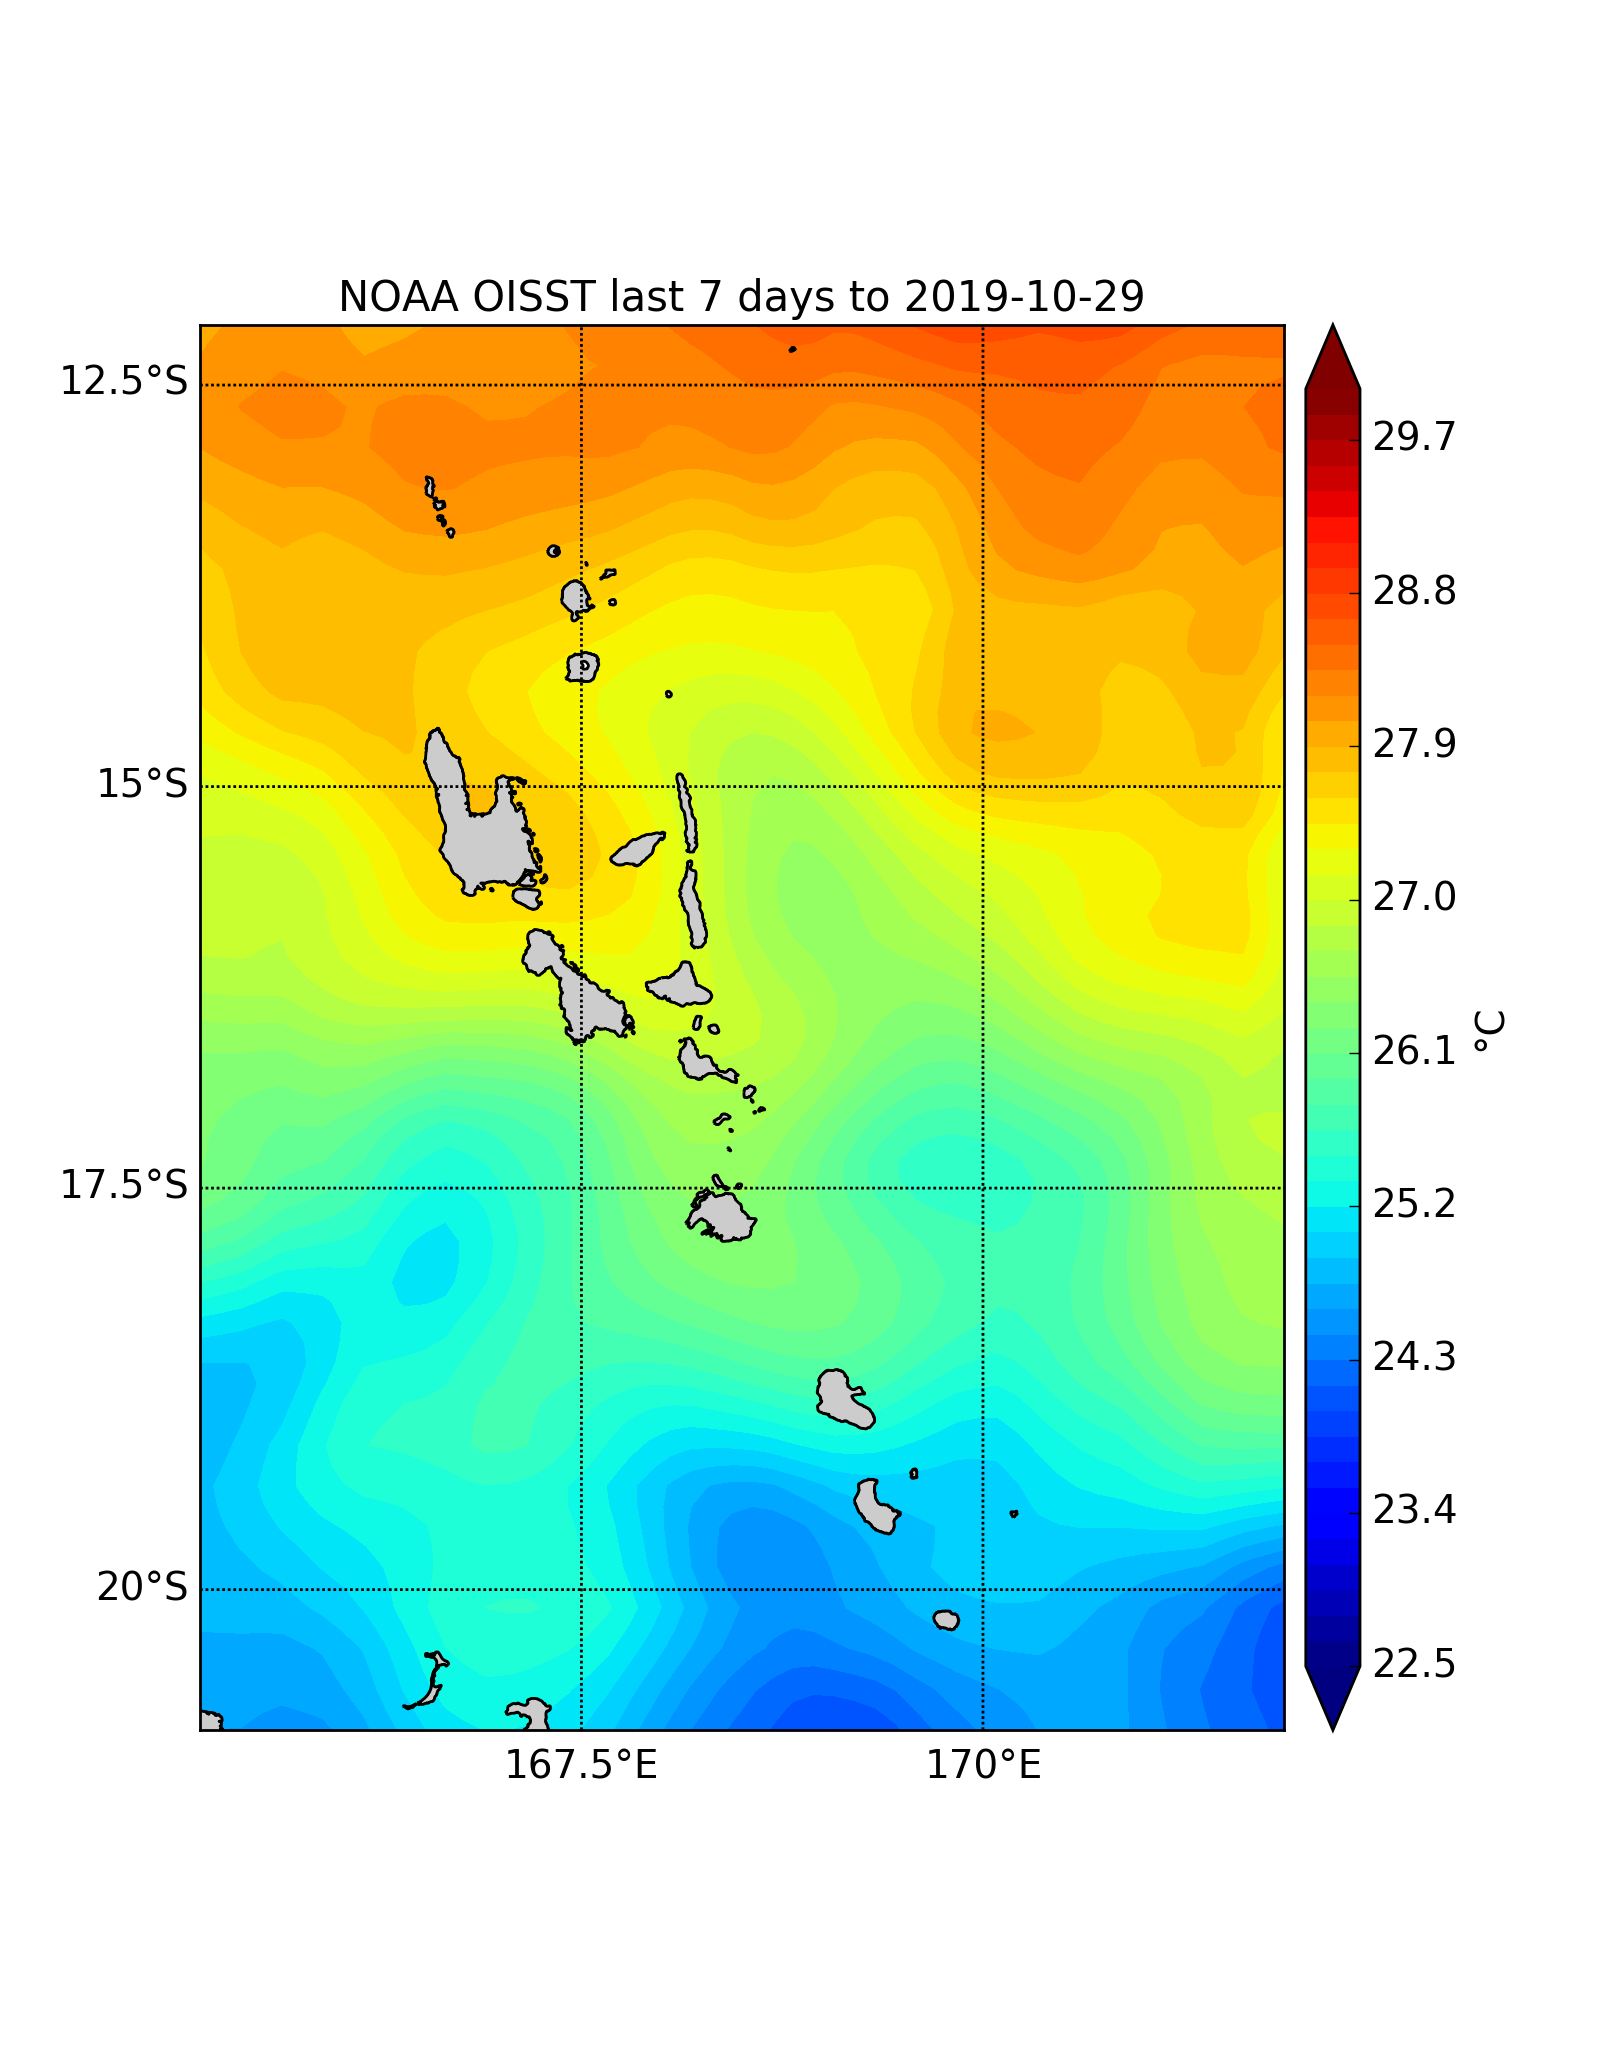 NOAA OISST last 7 days to 2019-10-29
12.5°S
15°S
17.5°S
20°S
167.5°E
170°E
29.7
28.8
27.9
27.0
26.1
25.2
24.3
23.4
22.5
°C